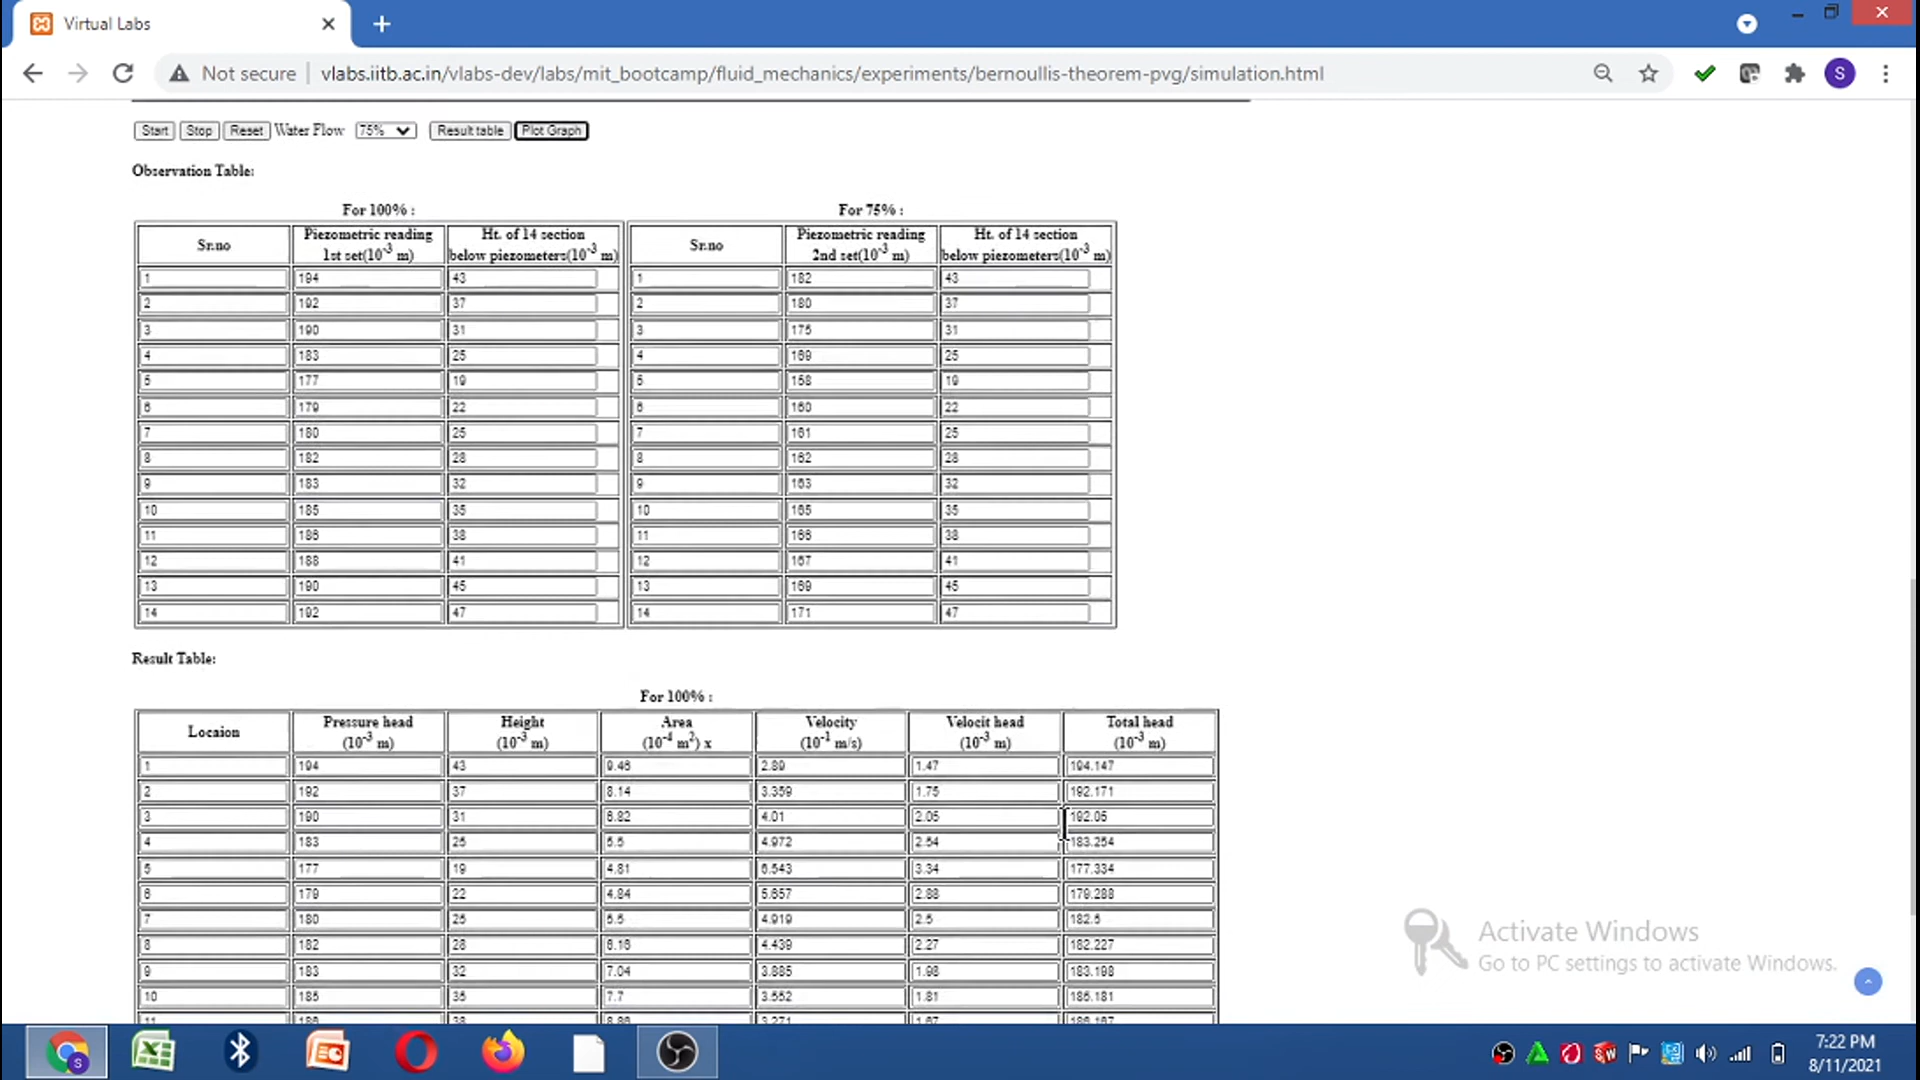 Virtual Labs
Not secure vlabs.iitb.ac.in/vlabs-dev/labs/mit_bootcamp/fluid_mechanics/experiments/bernoullis-theorem-pvg/simulation.html
S
Start Stop Reset Water Flow 75% Result table Plot Graph
Observation Table:
For 100% : For 75% :
Sr.no Piezometric reading 1st set(10-3 m) Ht. of 14 section below piezometers(10-3 m) Sr.no Piezometric reading 2nd set(10-3 m) Ht. of 14 section below piezometers(10-3 m)
1 194 43 1 182 43
2 192 37 2 180 37
3 190 31 3 175 31
4 183 25 4 169 25
5 177 19 5 158 19
6 179 22 6 160 22
7 180 25 7 161 25
8 182 28 8 162 28
9 183 32 9 163 32
10 185 35 10 165 35
11 186 38 11 166 38
12 188 41 12 167 41
13 190 45 13 169 45
14 192 47 14 171 47
Result Table:
For 100% :
Locaion Pressure head (10-3 m) Height (10-3 m) Area (10-4 m2) x Velocity (10-1 m/s) Velocit head (10-3 m) Total head (10-3 m)
1 194 43 9.46 2.89 1.47 194.147
2 192 37 8.14 3.359 1.75 192.171
3 190 31 6.82 4.01 2.05 192.05
4 183 25 5.5 4.972 2.54 183.254
5 177 19 4.81 6.543 3.34 177.334
6 179 22 4.84 5.657 2.88 179.288
7 180 25 5.5 4.919 2.5 182.5
8 182 28 6.16 4.439 2.27 182.227
9 183 32 7.04 3.885 1.98 183.198
10 185 35 7.7 3.552 1.81 185.181
Activate Windows
Go to PC settings to activate Windows.
7:22 PM
8/11/2021